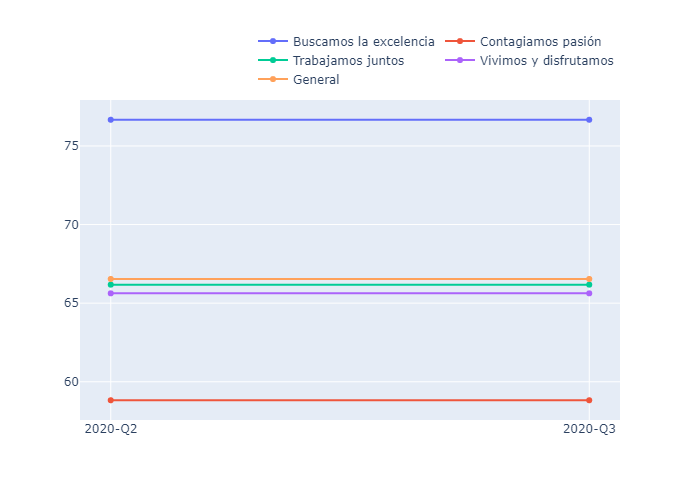 Buscamos la excelencia Contagiamos pasión
Trabajamos juntos Vivimos y disfrutamos
General
75
70
65
60
2020-Q2 2020-Q3